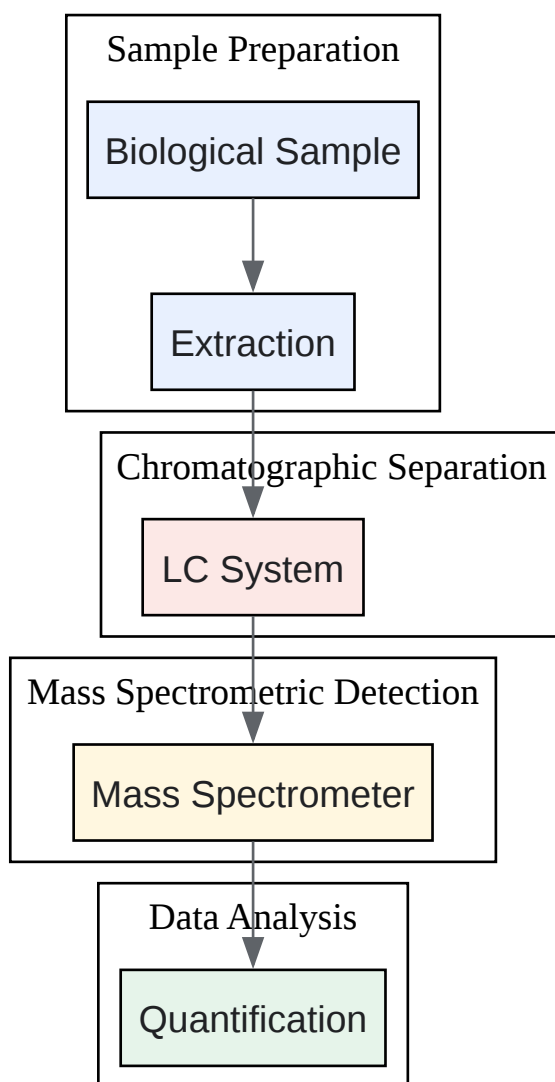 Sample Preparation
Biological Sample
Extraction
Chromatographic Separation
LC System
Mass Spectrometric Detection
Mass Spectrometer
Data Analysis
Quantification